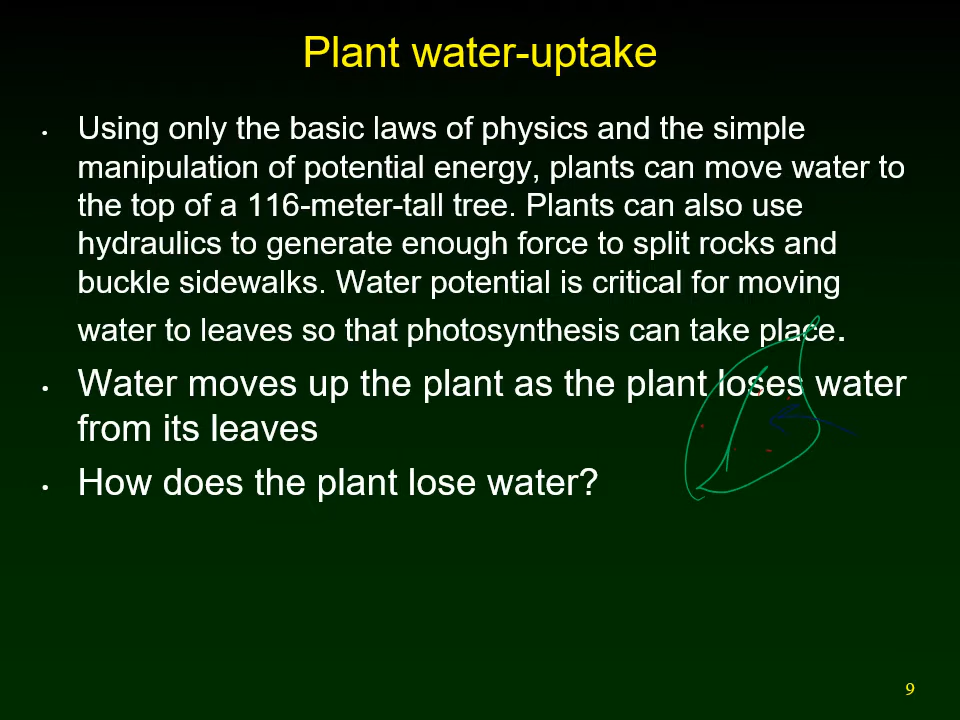 Plant water-uptake
• Using only the basic laws of physics and the simple
manipulation of potential energy, plants can move water to
the top of a 116-meter-tall tree. Plants can also use
hydraulics to generate enough force to split rocks and
buckle sidewalks. Water potential is critical for moving
water to leaves so that photosynthesis can take place.
• Water moves up the plant as the plant loses water
from its leaves
• How does the plant lose water?
9